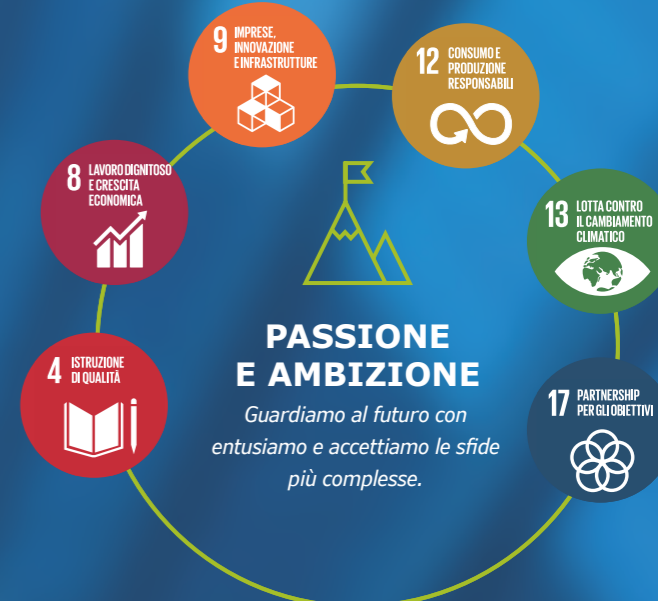 9 IMPRESE,
INNOVAZIONE
E INFRASTRUTTURE
12 CONSUMO E
PRODUZIONE
RESPONSABILI
8 LAVORO DIGNITOSO
E CRESCITA
ECONOMICA
13 LOTTA CONTRO
IL CAMBIAMENTO
CLIMATICO
4 ISTRUZIONE
DI QUALITÀ
17 PARTNERSHIP
PER GLI OBIETTIVI
PASSIONE
E AMBIZIONE
Guardiamo al futuro con
entusiamo e accettiamo le sfide
più complesse.